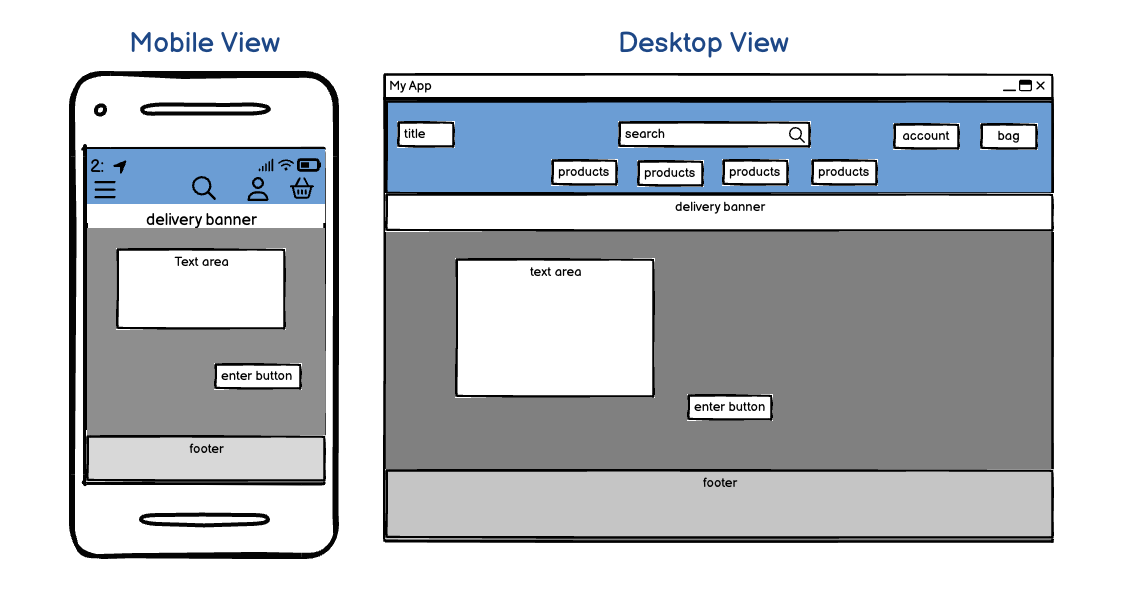 Mobile View
2:
delivery banner
Text area
enter button
footer
Desktop View
My App
title
search
account
bag
products
products
products
products
delivery banner
text area
enter button
footer